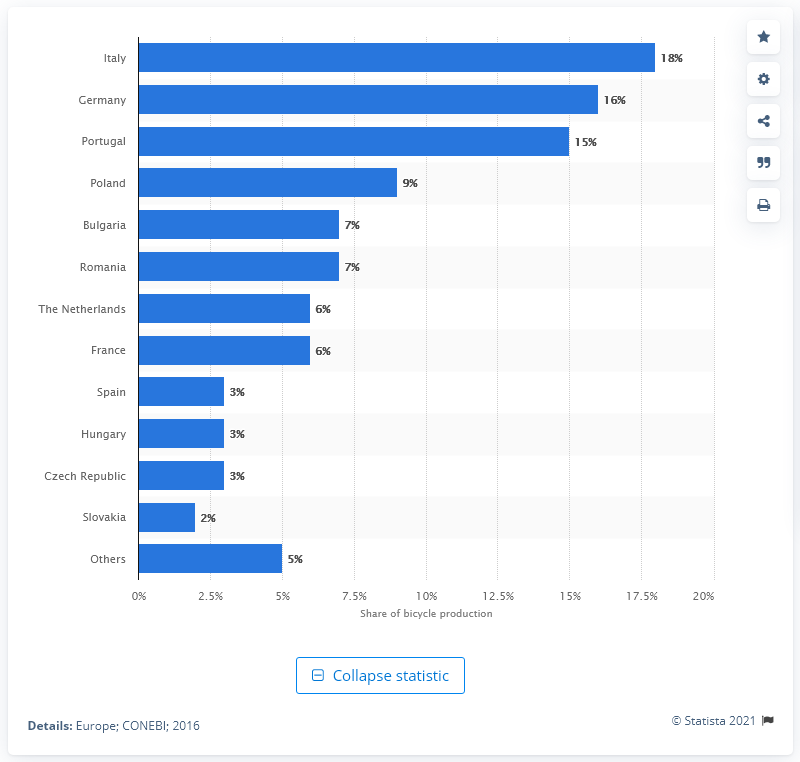 Italy 18%
Germany 16%
Portugal 15%
Poland 9%
Bulgaria 7%
Romania 7%
The Netherlands 6%
France 6%
Spain 3%
Hungary 3%
Czech Republic 3%
Slovakia 2%
Others 5%
0% 2.5% 5% 7.5% 10% 12.5% 15% 17.5% 20%
Share of bicycle production
Collapse statistic
Details: Europe; CONEBI; 2016
© Statista 2021